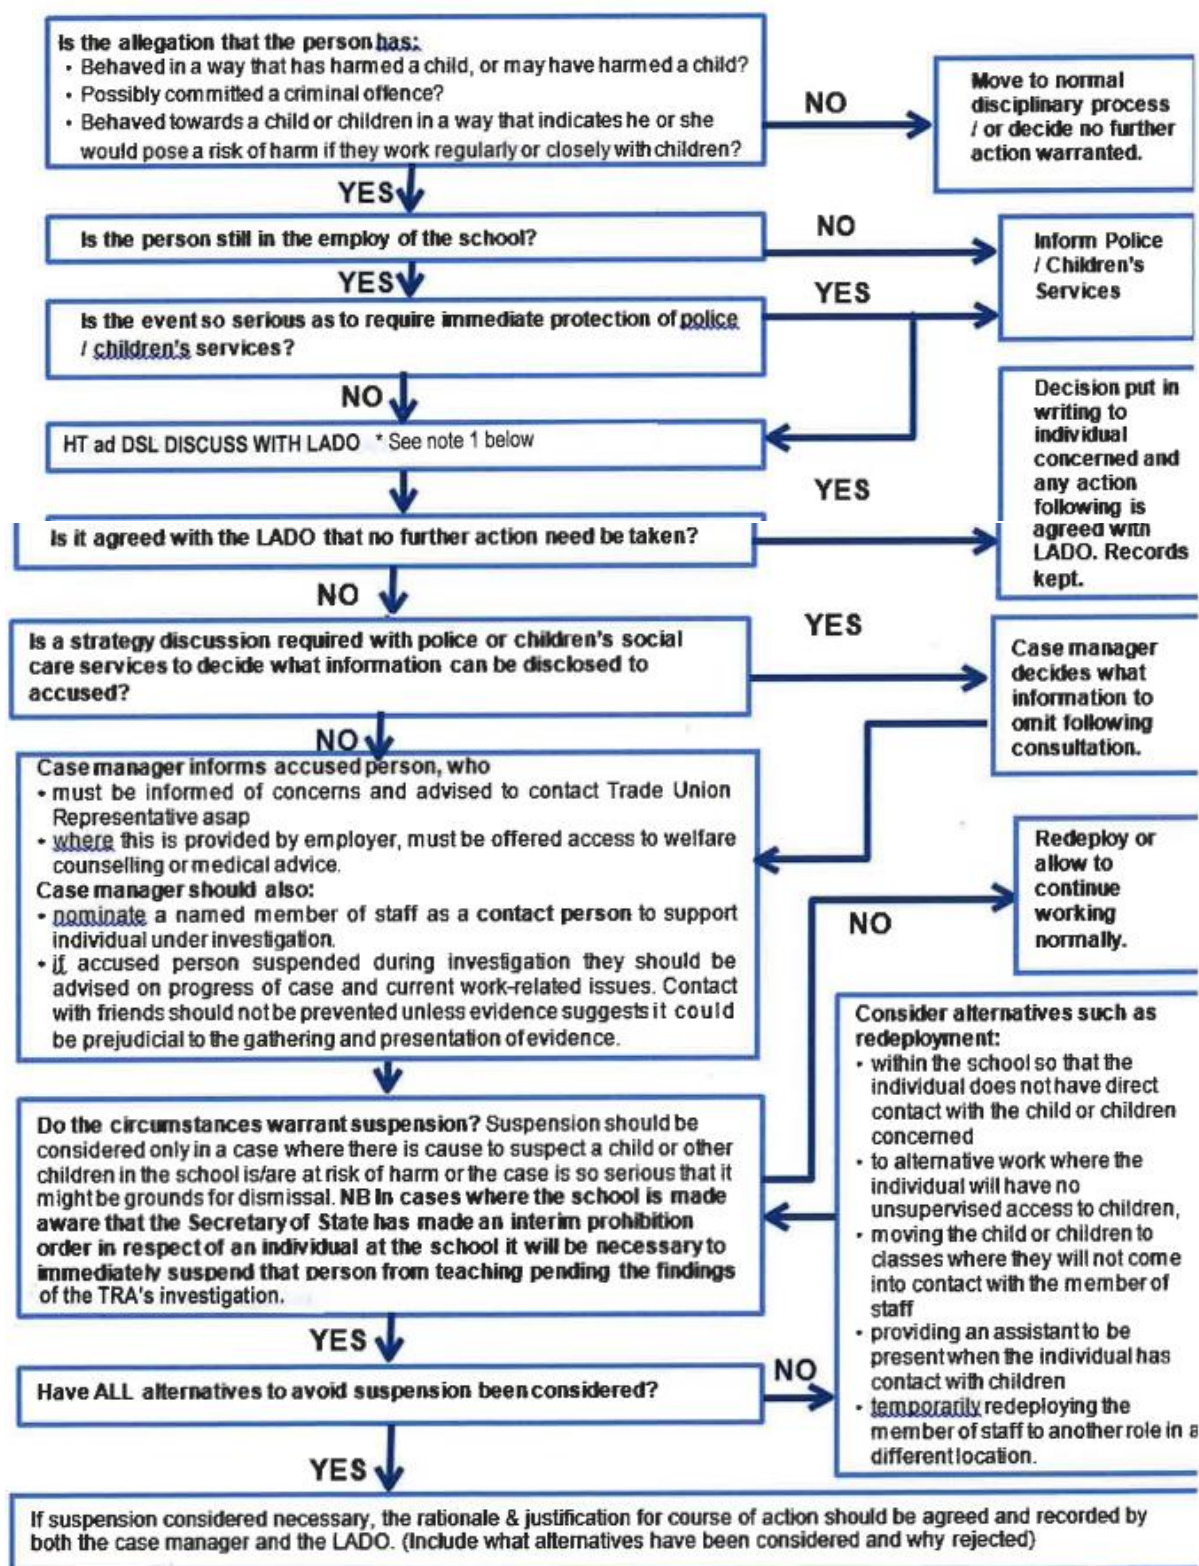 Is the allegation that the person has:
• Behaved in a way that has harmed a child, or may have harmed a child?
• Possibly committed a criminal offence?
• Behaved towards a child or children in a way that indicates he or she
would pose a risk of harm if they work regularly or closely with children?
NO
Move to normal
disciplinary process
/ or decide no further
action warranted.
YES
Is the person still in the employ of the school?
NO
Inform Police
/ Children's
Services
YES
Is the event so serious as to require immediate protection of police
/ children's services?
YES
NO
HT ad DSL DISCUSS WITH LADO * See note 1 below
Is it agreed with the LADO that no further action need be taken?
YES
Decision put in
writing to
individual
concerned and
any action
following is
agreed with
LADO. Records
kept.
NO
Is a strategy discussion required with police or children's social
care services to decide what information can be disclosed to
accused?
YES
Case manager
decides what
information to
omit following
consultation.
NO
Case manager informs accused person, who
• must be informed of concerns and advised to contact Trade Union
Representative asap
• where this is provided by employer, must be offered access to welfare
counselling or medical advice.
Case manager should also:
• nominate a named member of staff as a contact person to support
individual under investigation.
• if accused person suspended during investigation they should be
advised on progress of case and current work-related issues. Contact
with friends should not be prevented unless evidence suggests it could
be prejudicial to the gathering and presentation of evidence.
Do the circumstances warrant suspension? Suspension should be
considered only in a case where there is cause to suspect a child or other
children in the school is/are at risk of harm or the case is so serious that it
might be grounds for dismissal. NB In cases where the school is made
aware that the Secretary of State has made an interim prohibition
order in respect of an individual at the school it will be necessary to
immediately suspend that person from teaching pending the findings
of the TRA's investigation.
NO
Redeploy or
allow to
continue
working
normally.
YES
Have ALL alternatives to avoid suspension been considered?
NO
Consider alternatives such as
redeployment:
• within the school so that the
individual does not have direct
contact with the child or children
concerned
• to alternative work where the
individual will have no
unsupervised access to children,
• moving the child or children to
classes where they will not come
into contact with the member of
staff
• providing an assistant to be
present when the individual has
contact with children
• temporarily redeploying the
member of staff to another role in a
different location.
YES
If suspension considered necessary, the rationale & justification for course of action should be agreed and recorded by
both the case manager and the LADO. (Include what alternatives have been considered and why rejected)